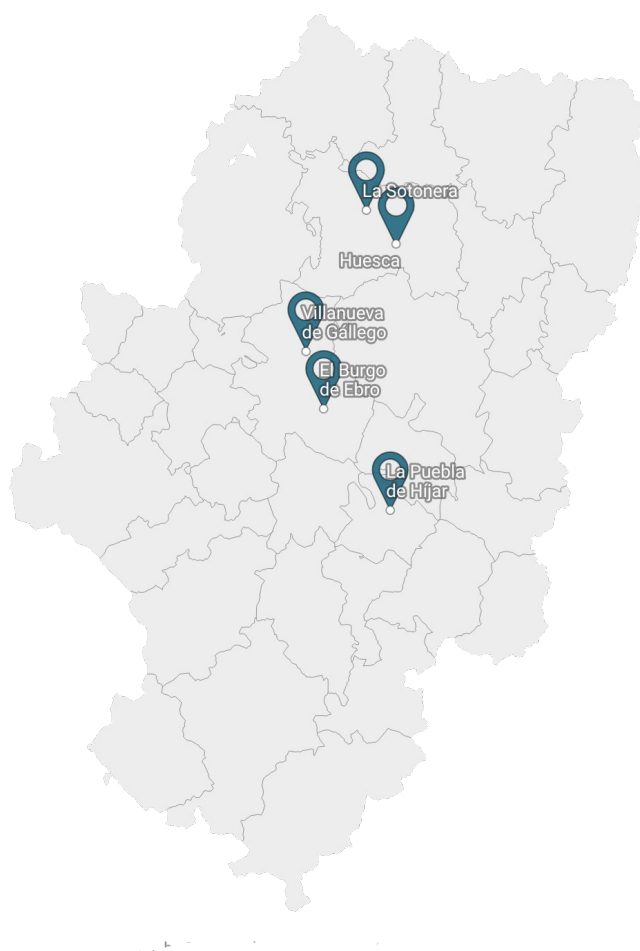 La Sotonera
Huesca
Villanueva
de Gállego
El Burgo
de Ebro
La Puebla
de Híjar